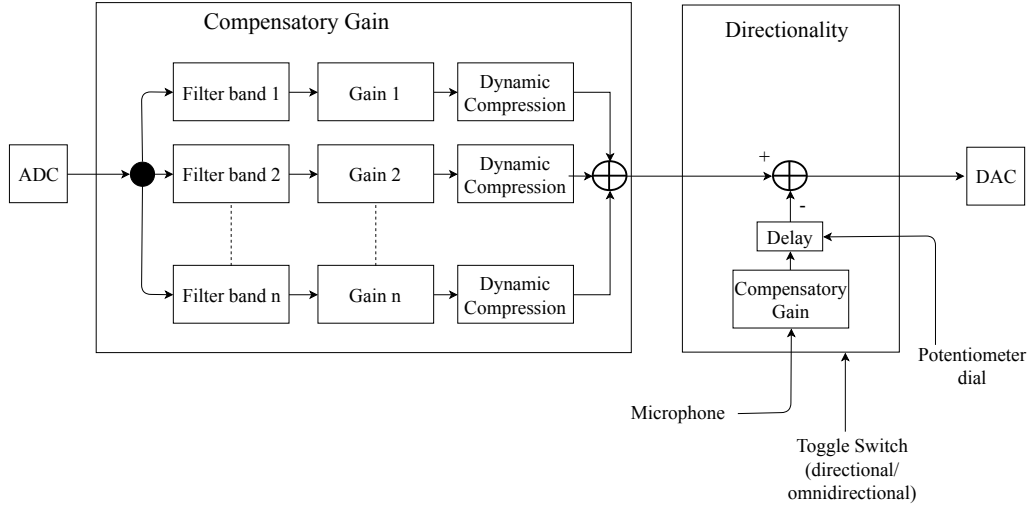 Compensatory Gain
Directionality
Filter band 1
Gain 1
Dynamic
Compression
ADC
Filter band 2
Gain 2
Dynamic
Compression
+
DAC
-
Delay
Filter band n
Gain n
Dynamic
Compression
Compensatory
Gain
Potentiometer
dial
Microphone
Toggle Switch
(directional/
omnidirectional)